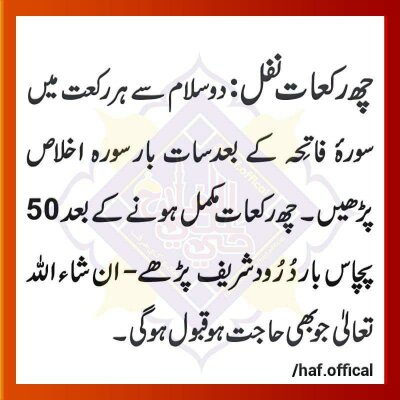 چھ رکعات نفل: دو سلام سے ہر رکعت میں
سورۂ فاتحہ کے بعد سات بار سورہ اخلاص
پڑھیں۔ چھ رکعات مکمل ہونے کے بعد 50
پچاس بار دُرُود شریف پڑھے- ان شاء اللہ
تعالیٰ جو بھی حاجت ہو قبول ہوگی۔
/haf.offical